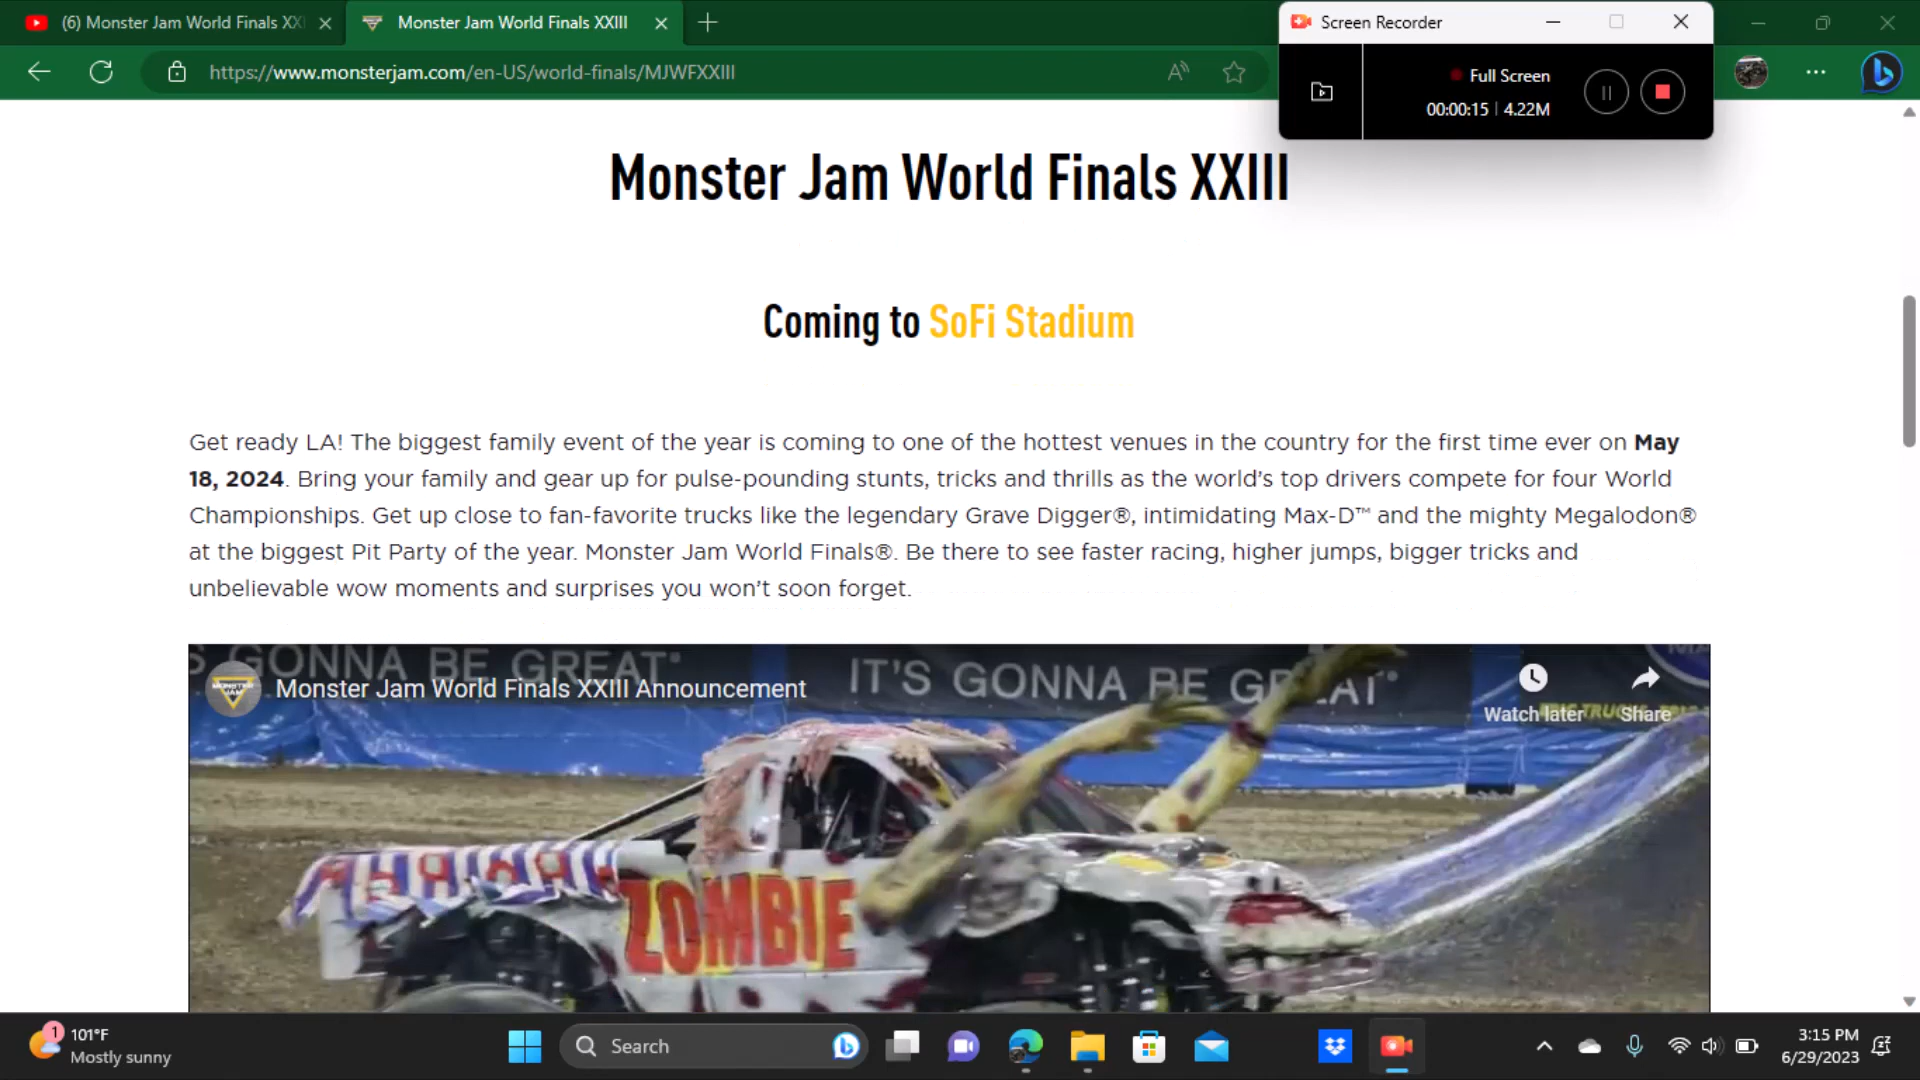 (6) Monster Jam World Finals XXI
Monster Jam World Finals XXIII
Screen Recorder
https://www.monsterjam.com/en-US/world-finals/MJWFXXIII
Full Screen
00:00:15 | 4.22M
Monster Jam World Finals XXIII
Coming to SoFi Stadium
Get ready LA! The biggest family event of the year is coming to one of the hottest venues in the country for the first time ever on May
18, 2024. Bring your family and gear up for pulse-pounding stunts, tricks and thrills as the world’s top drivers compete for four World
Championships. Get up close to fan-favorite trucks like the legendary Grave Digger®, intimidating Max-D™ and the mighty Megalodon®
at the biggest Pit Party of the year. Monster Jam World Finals®. Be there to see faster racing, higher jumps, bigger tricks and
unbelievable wow moments and surprises you won’t soon forget.
S GONNA BE GREAT®
IT'S GONNA BE GREAT®
MONSTER JAM
Monster Jam World Finals XXIII Announcement
Watch later
Share
ZOMBIE
1
101°F
Mostly sunny
Search
3:15 PM
6/29/2023